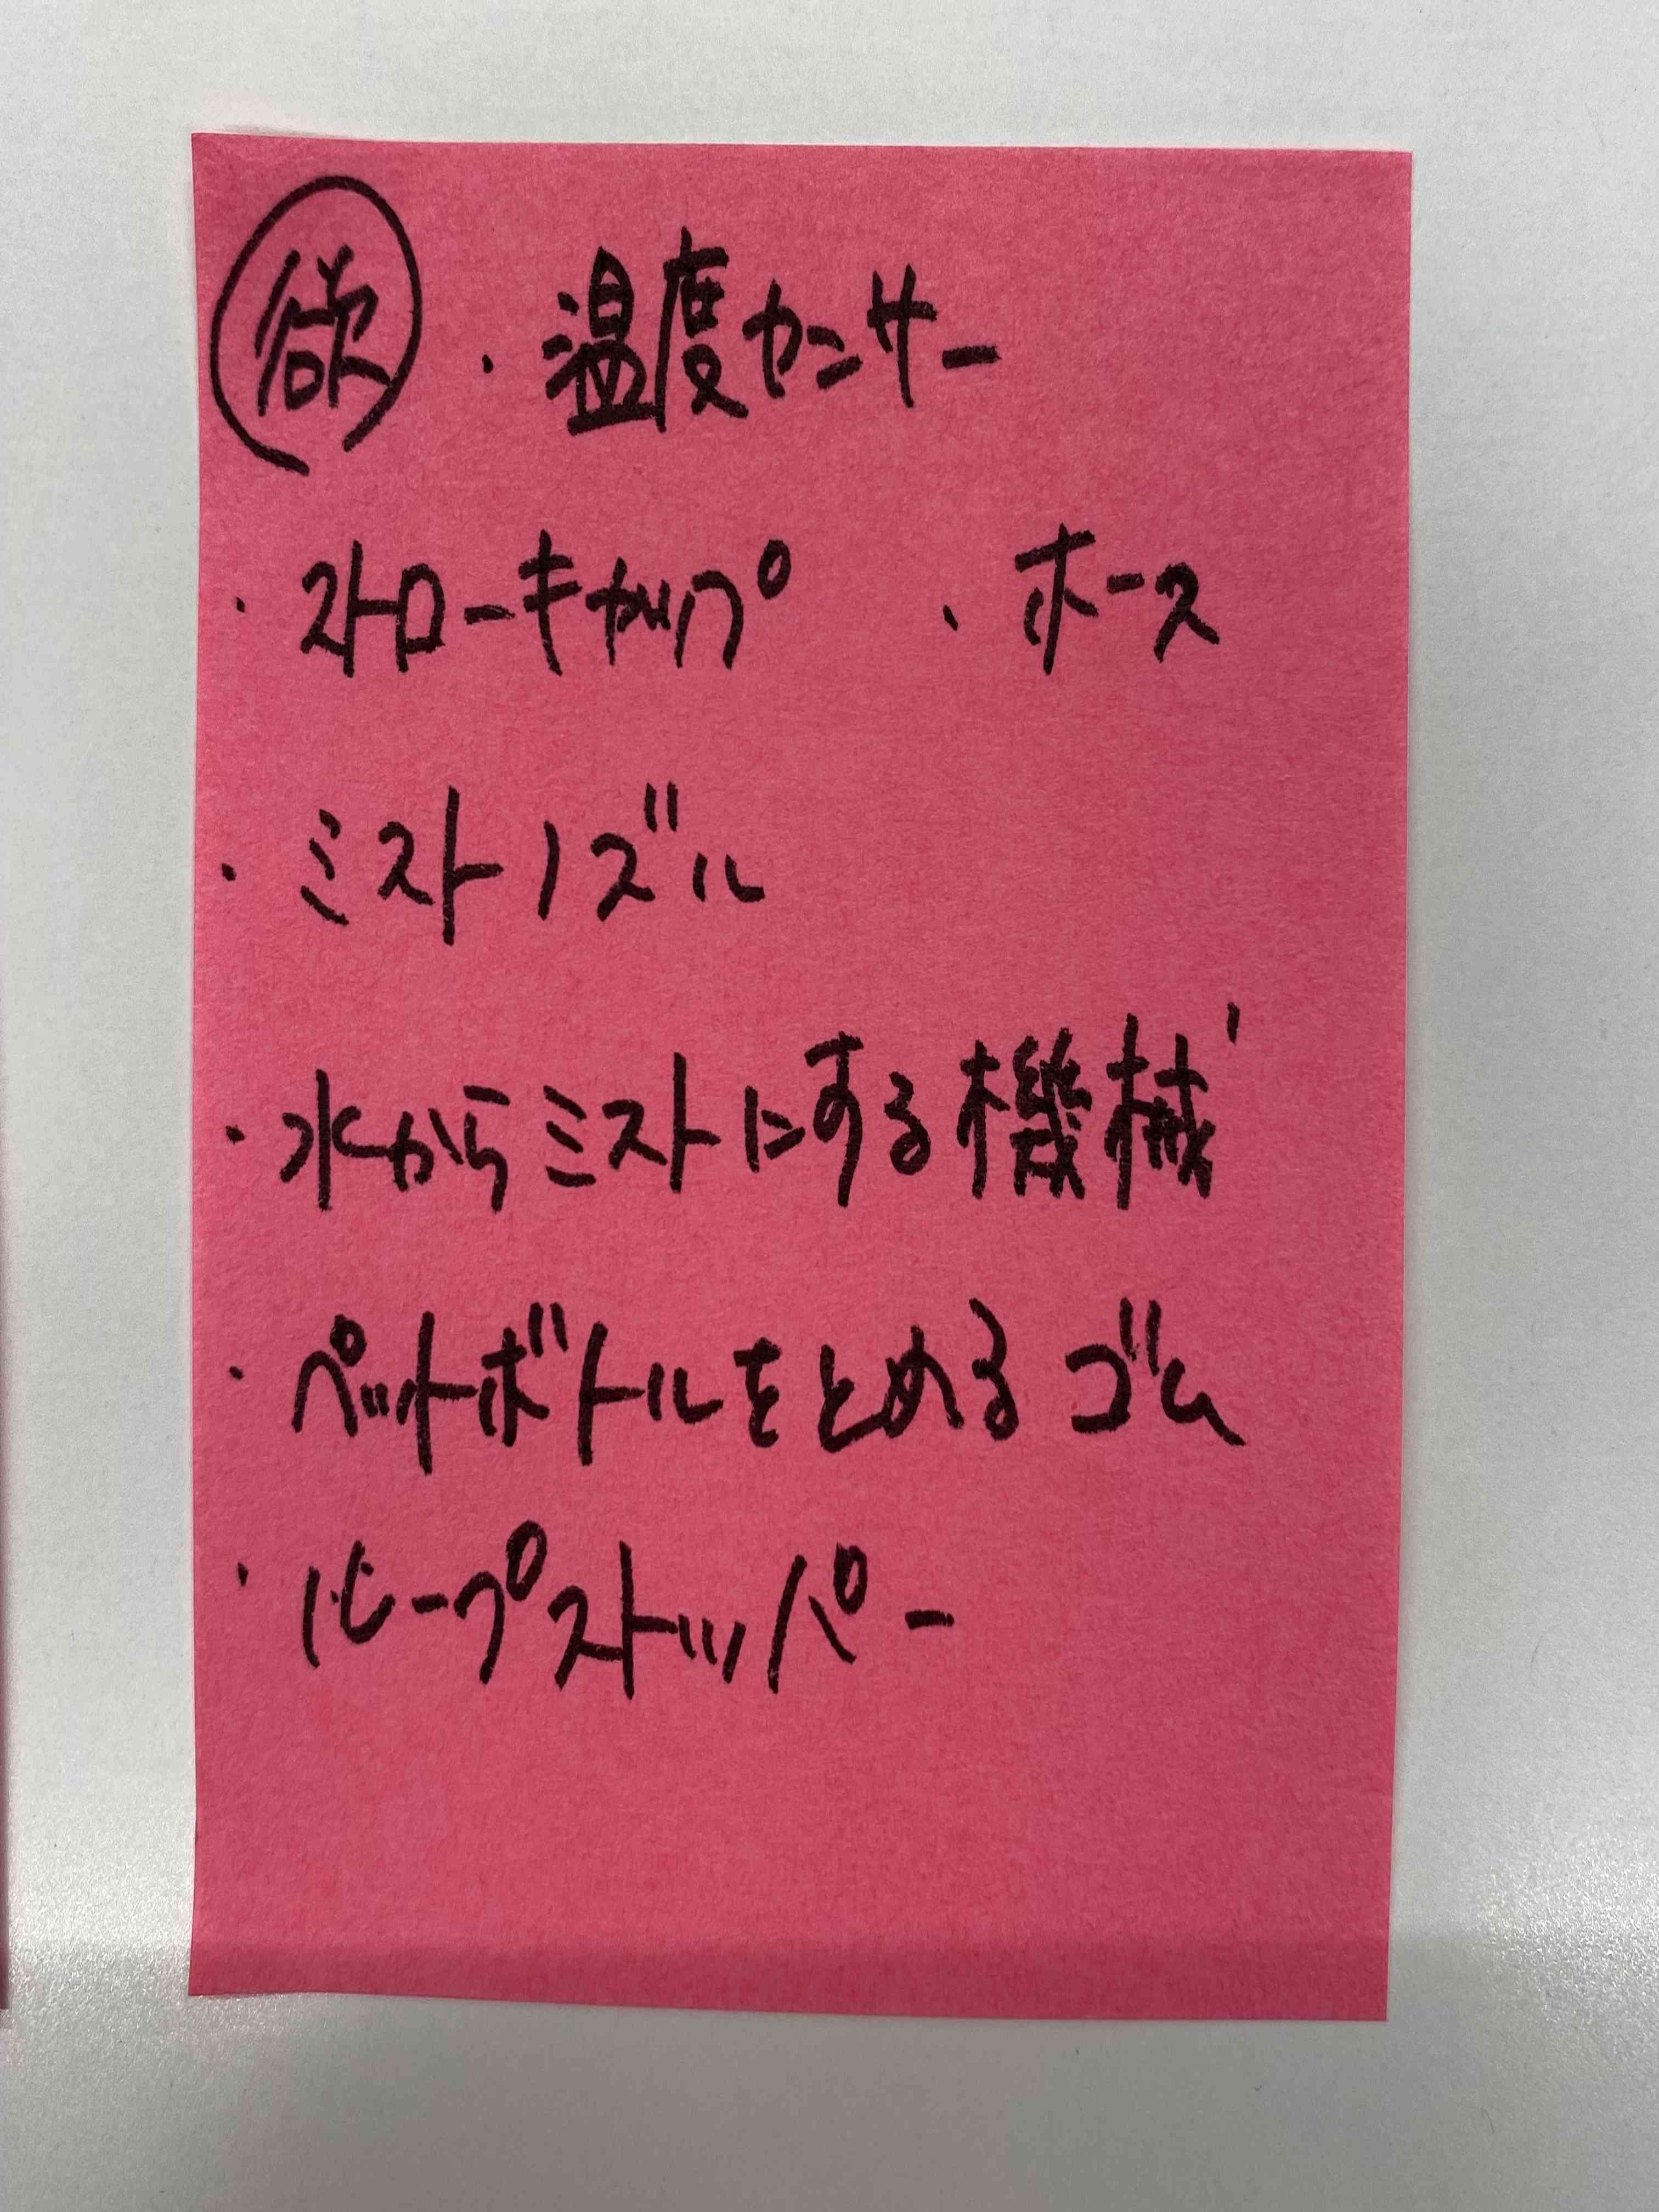 欲 ・温度センサー
・ストローキャップ ・ホース
・ミストノズル
・水からミストにする機械
・ペットボトルをとめるゴム
・ループストッパー